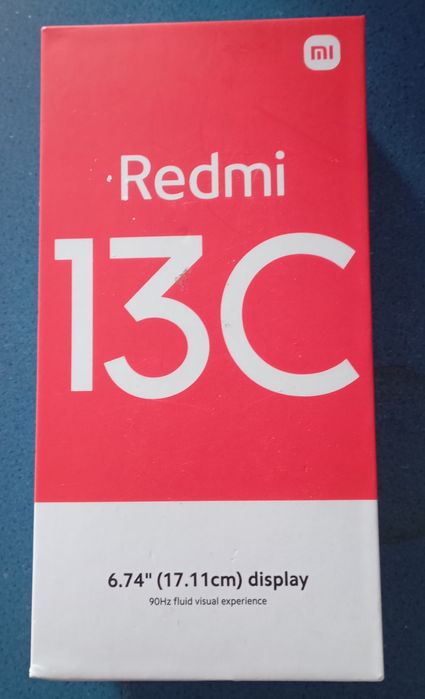 mi
Redmi
13C
6.74" (17.11cm) display
90Hz fluid visual experience